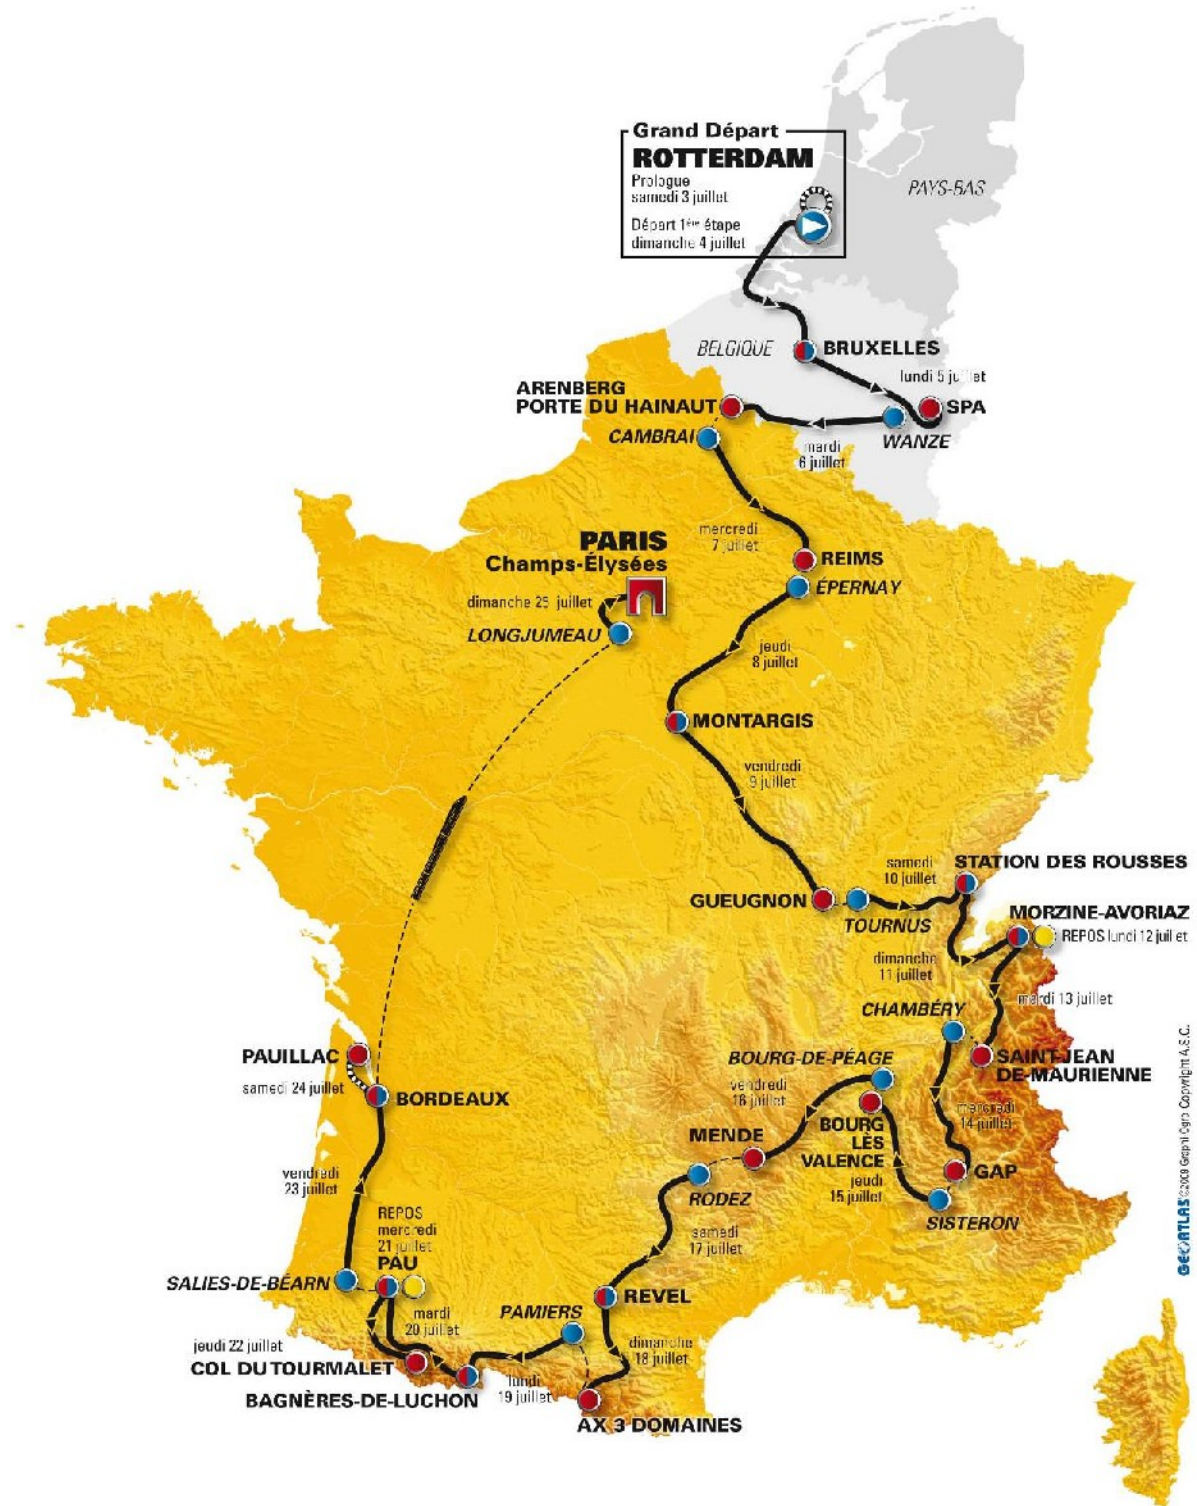 Grand Départ
ROTTERDAM
Prologue
samedi 3 juillet
Départ 1ère étape
dimanche 4 juillet
PAYS-BAS
BELGIQUE
BRUXELLES
lundi 5 juillet
ARENBERG
PORTE DU HAINAUT
SPA
CAMBRAI
WANZE
mardi
6 juillet
mercredi
7 juillet
PARIS
Champs-Élysées
REIMS
ÉPERNAY
dimanche 25 juillet
LONGJUMEAU
jeudi
8 juillet
MONTARGIS
vendredi
9 juillet
samedi
10 juillet
STATION DES ROUSSES
GUEUGNON
TOURNUS
MORZINE-AVORIAZ
REPOS lundi 12 juillet
dimanche
11 juillet
mardi 13 juillet
CHAMBÉRY
PAUILLAC
BOURG-DE-PÉAGE
SAINT-JEAN
DE-MAURIENNE
samedi 24 juillet
BORDEAUX
vendredi
16 juillet
mercredi
14 juillet
MENDE
BOURG
LÈS
VALENCE
jeudi
15 juillet
GAP
RODEZ
SISTERON
vendredi
23 juillet
REPOS
mercredi
21 juillet
PAU
samedi
17 juillet
SALIES-DE-BÉARN
REVEL
PAMIERS
mardi
20 juillet
jeudi 22 juillet
COL DU TOURMALET
dimanche
18 juillet
BAGNÈRES-DE-LUCHON
lundi
19 juillet
AX 3 DOMAINES
GEOATLAS ©2009 Graphi-Ogre Copyright A.S.O.